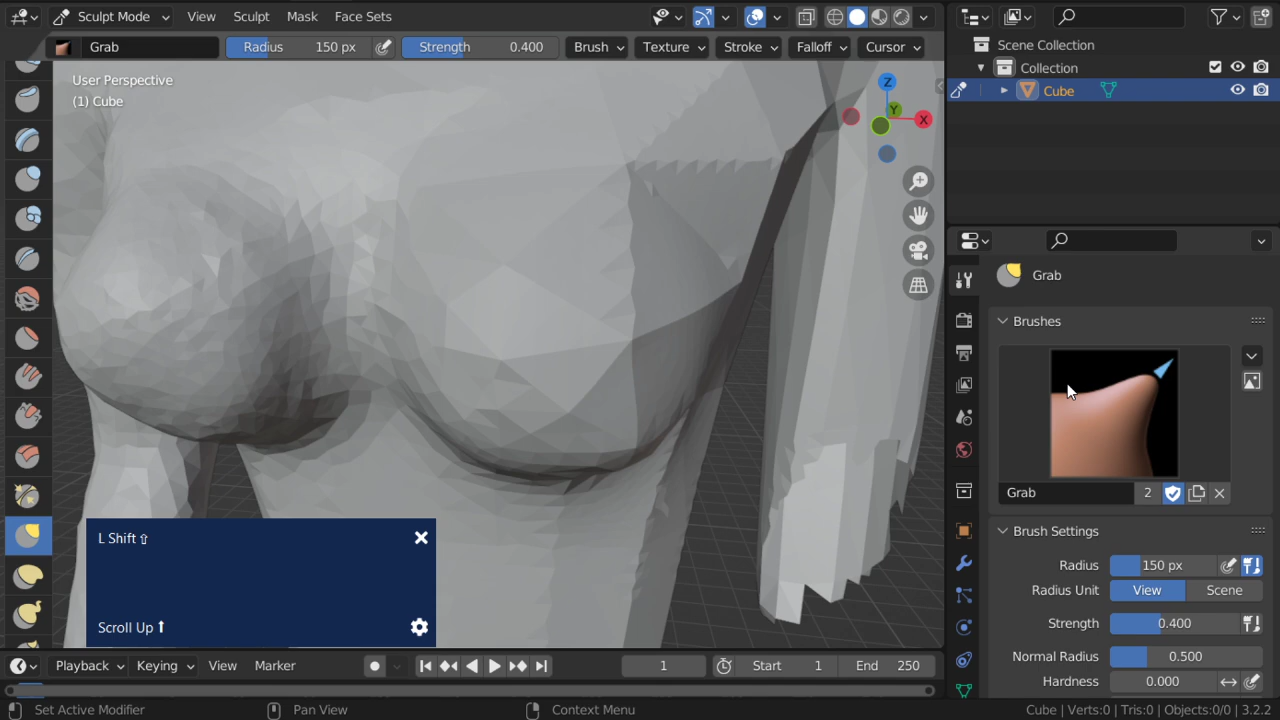 Sculpt Mode View Sculpt Mask Face Sets
Grab Radius 150 px Strength 0.400 Brush Texture Stroke Falloff Cursor
User Perspective
(1) Cube
Z
Y
X
L Shift ⇧
Scroll Up
Scene Collection
Collection
Cube
Grab
Brushes
Grab 2
Brush Settings
Radius 150 px
Radius Unit View Scene
Strength 0.400
Normal Radius 0.500
Hardness 0.000
Playback Keying View Marker 1 Start 1 End 250
Set Active Modifier Pan View Context Menu Cube | Verts:0 | Tris:0 | Objects:0/0 | 3.2.2